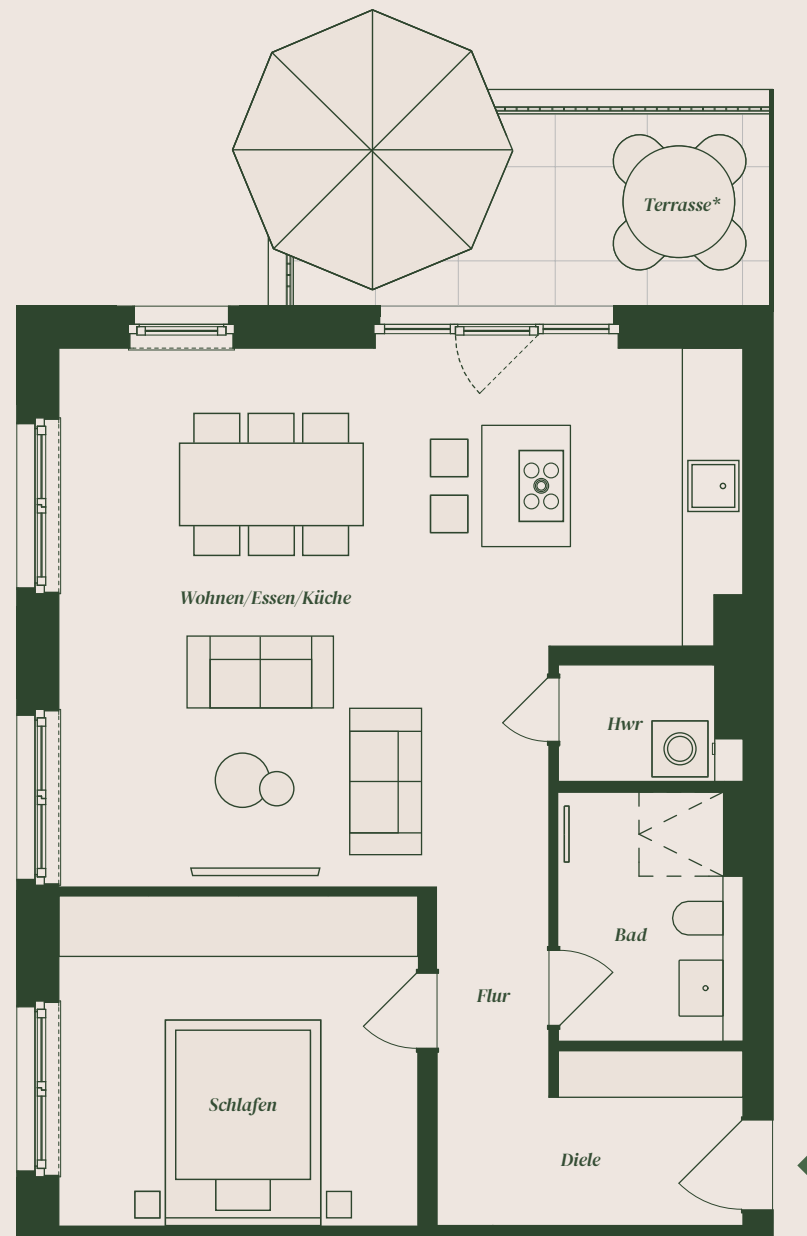 Terrasse*
Wohnen/Essen/Küche
Hwr
Bad
Flur
Schlafen
Diele